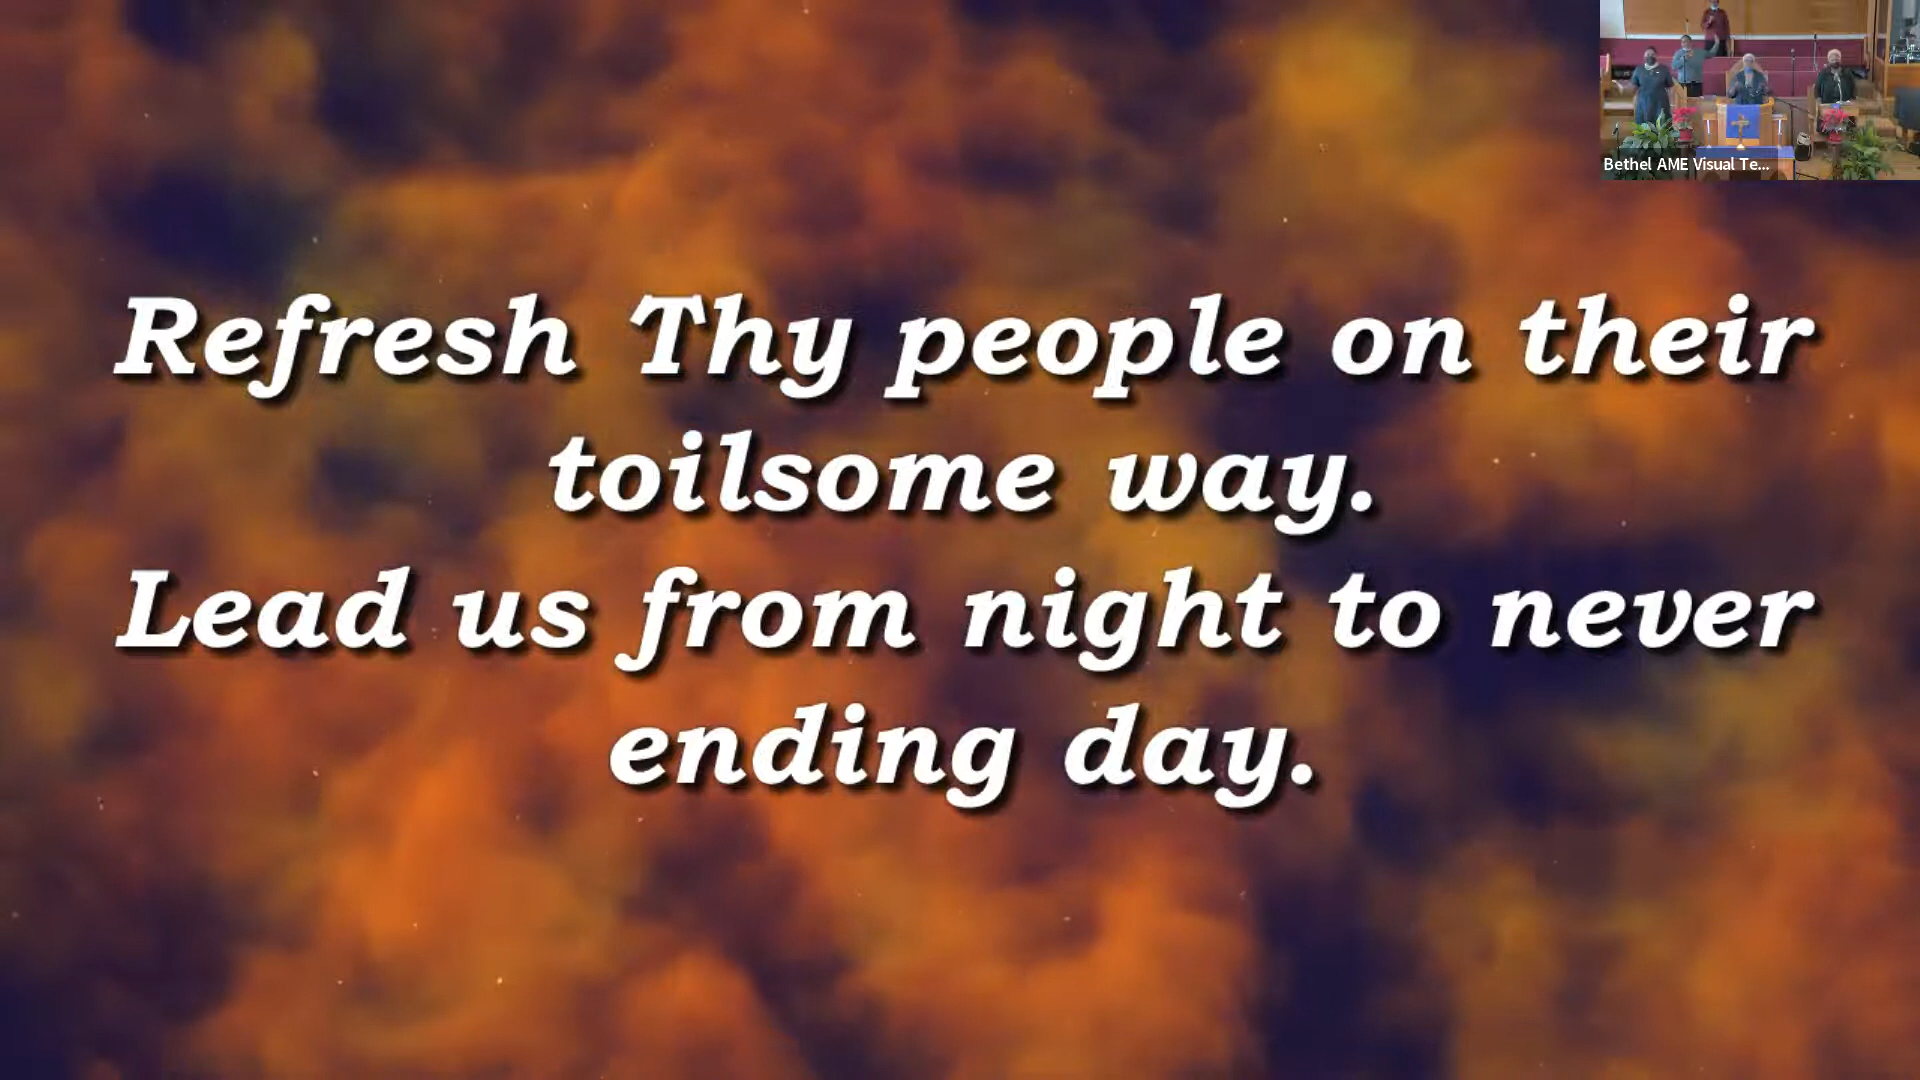 Bethel AME Visual Te...
Refresh Thy people on their
toilsome way.
Lead us from night to never
ending day.